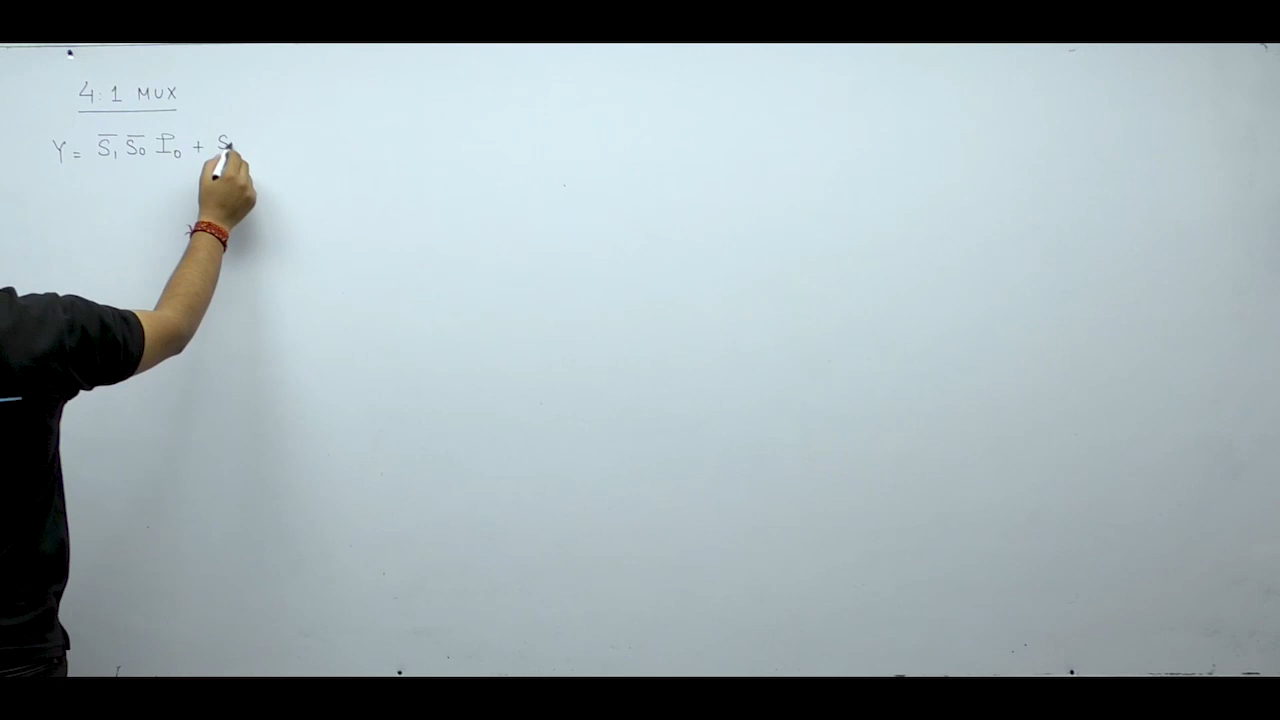 4:1 MUX
Y = S̅₁ S̅₀ I₀ + S